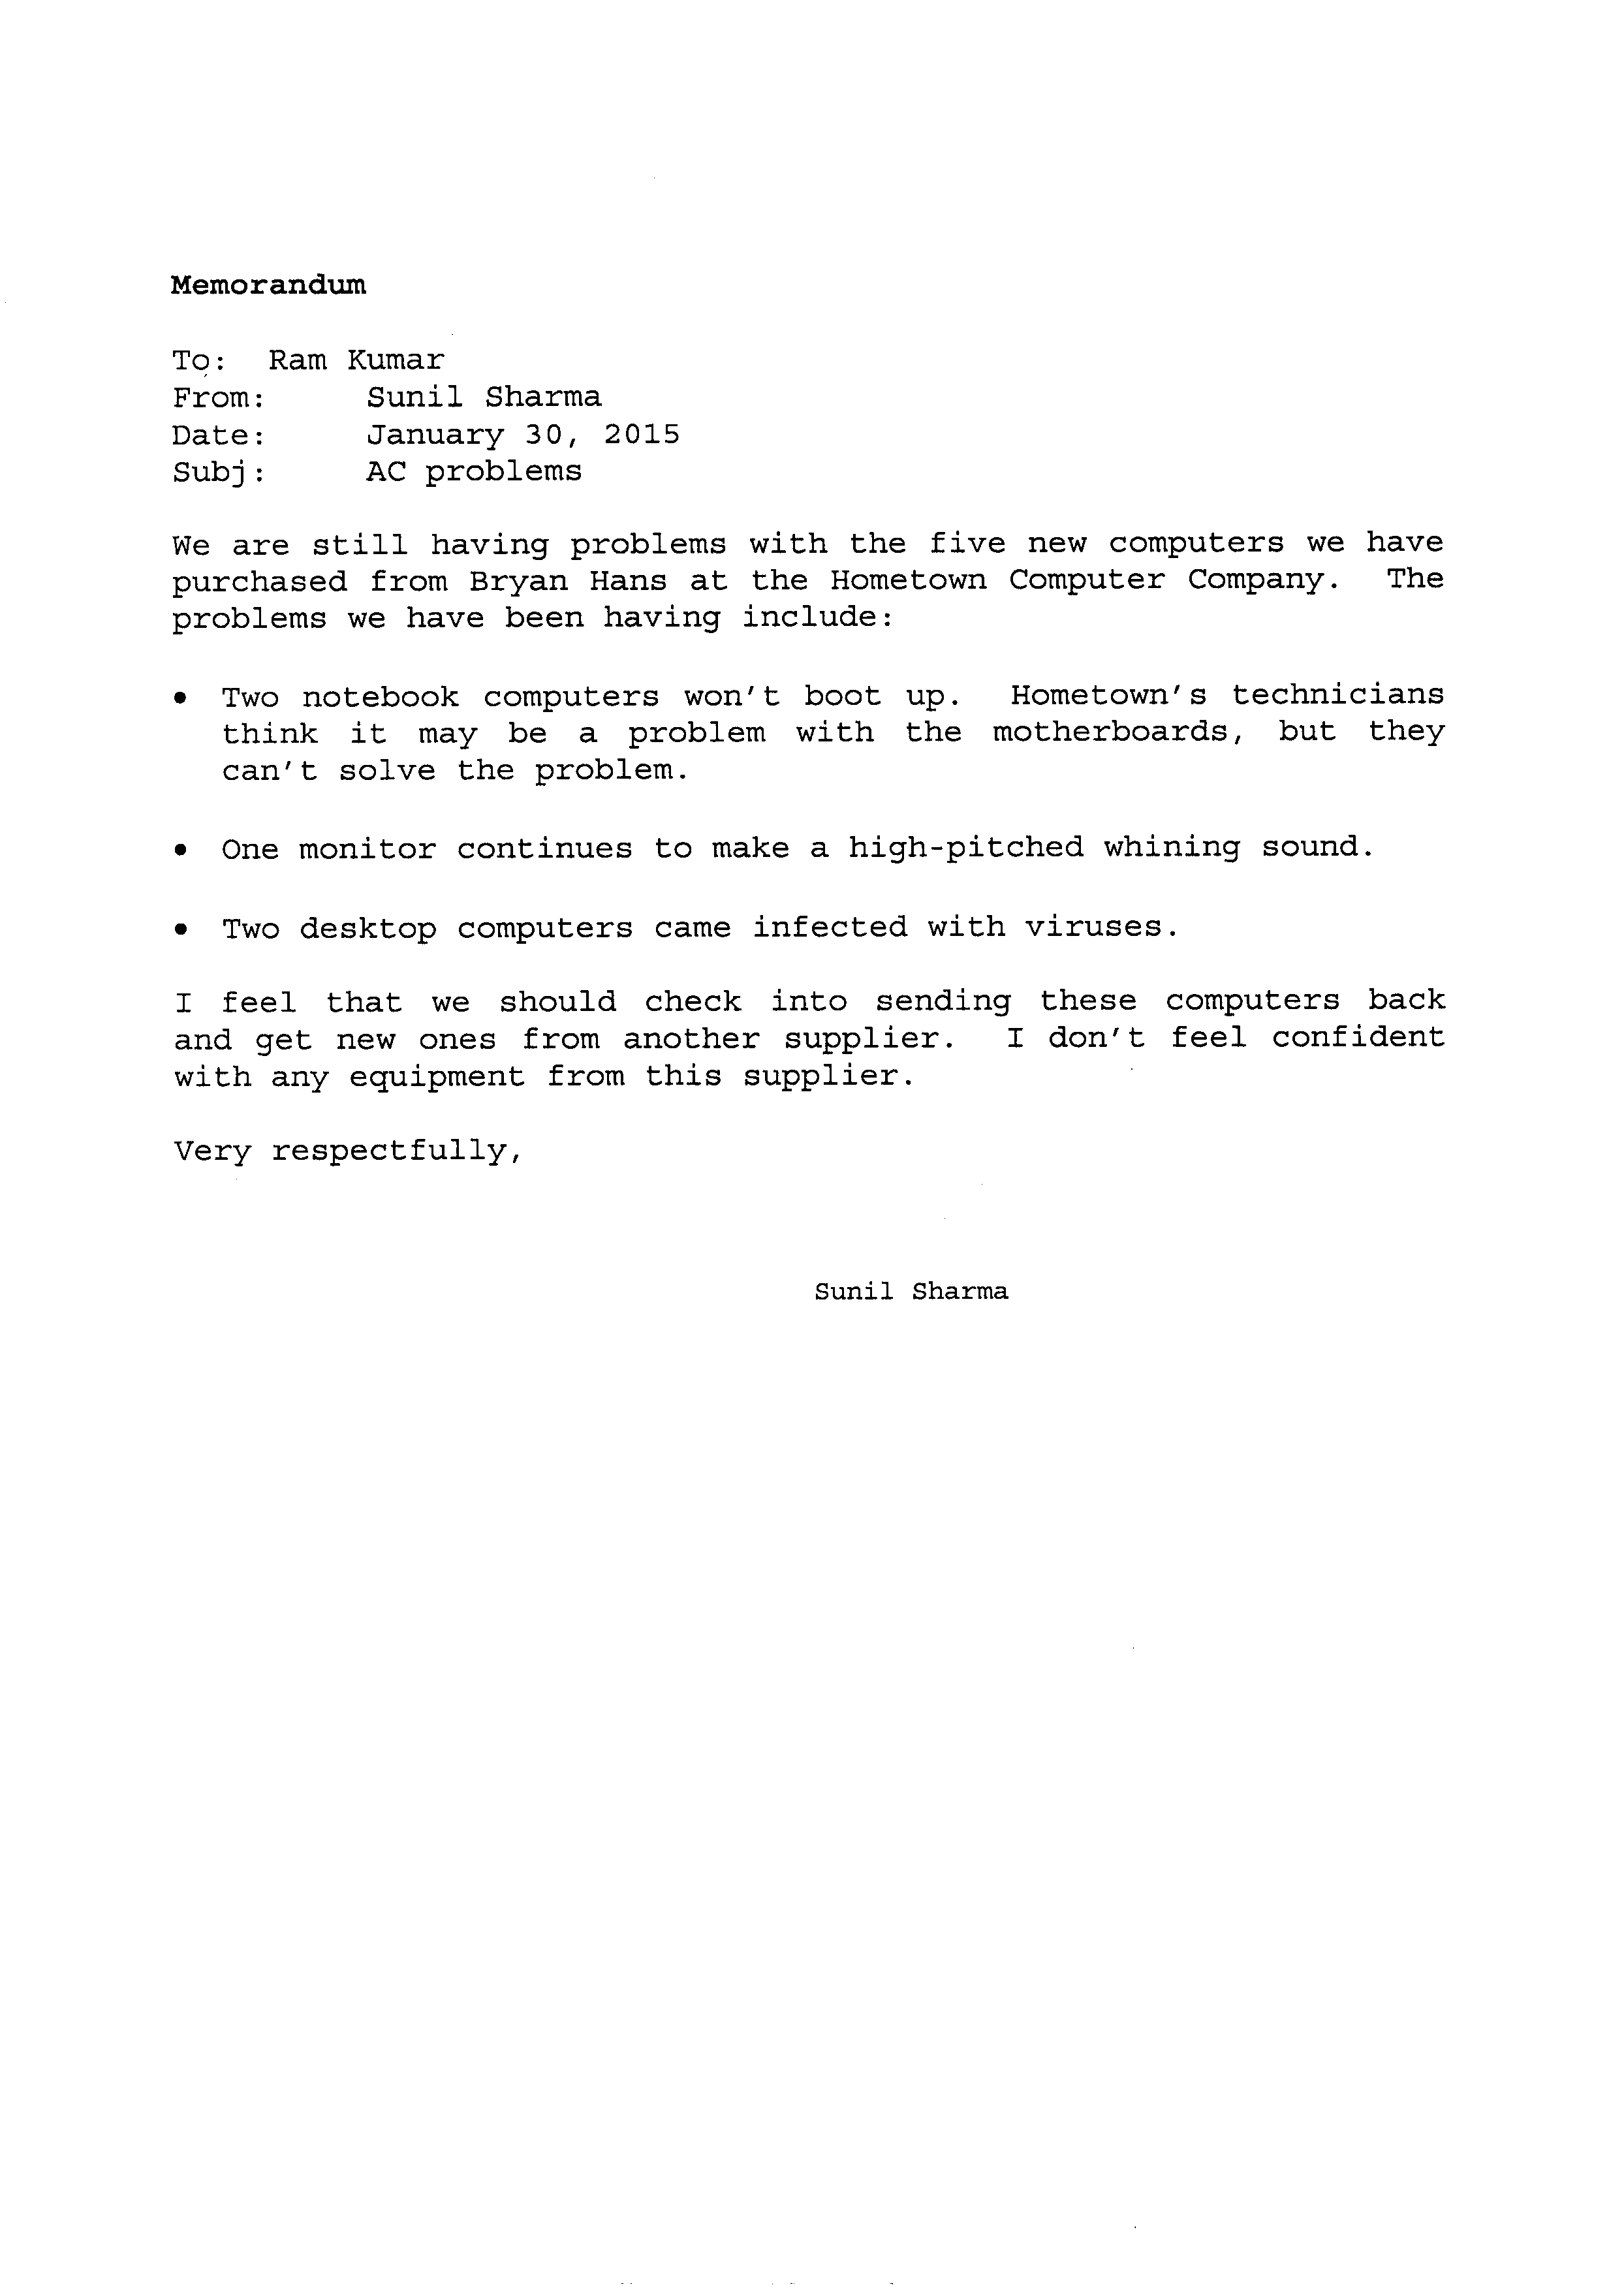 Memorandum
To: Ram Kumar
From: Sunil Sharma
Date: January 30, 2015
Subj: AC problems
We are still having problems with the five new computers we have
purchased from Bryan Hans at the Hometown Computer Company. The
problems we have been having include:
• Two notebook computers won't boot up. Hometown's technicians
think it may be a problem with the motherboards, but they
can't solve the problem.
• One monitor continues to make a high-pitched whining sound.
• Two desktop computers came infected with viruses.
I feel that we should check into sending these computers back
and get new ones from another supplier. I don't feel confident
with any equipment from this supplier.
Very respectfully,
Sunil Sharma